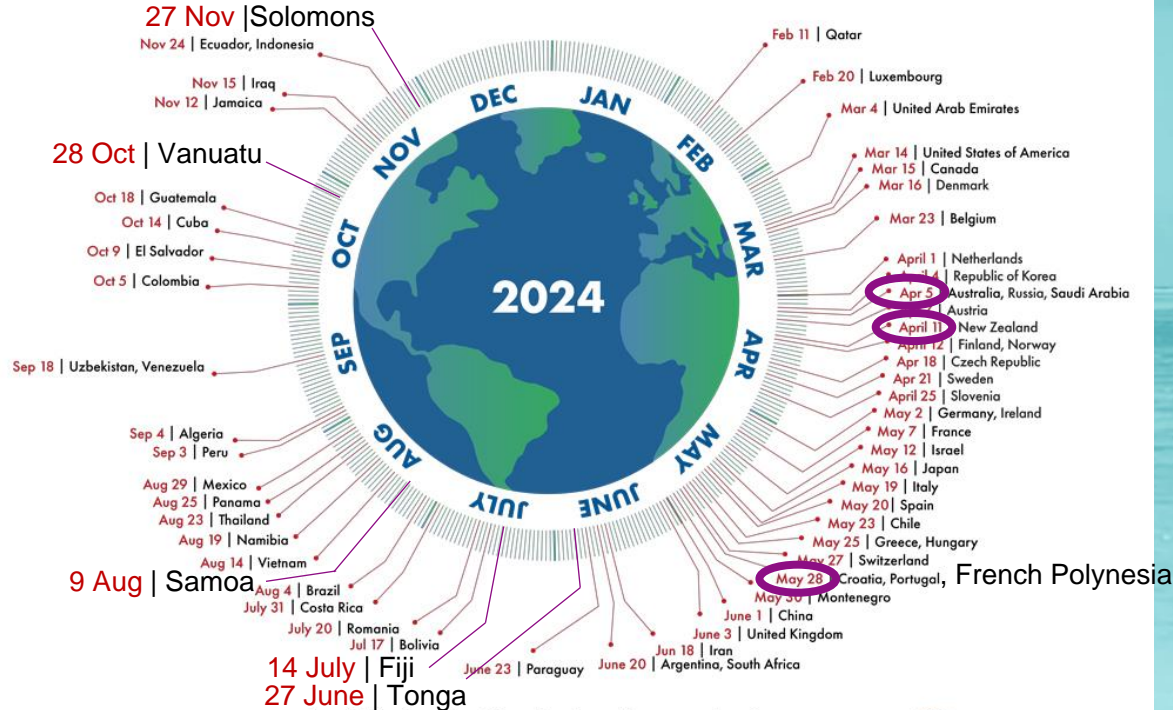 27 Nov |Solomons
Nov 24 | Ecuador, Indonesia
Nov 15 | Iraq
Nov 12 | Jamaica
28 Oct | Vanuatu
Oct 18 | Guatemala
Oct 14 | Cuba
Oct 9 | El Salvador
Oct 5 | Colombia
Sep 18 | Uzbekistan, Venezuela
Sep 4 | Algeria
Sep 3 | Peru
Aug 29 | Mexico
Aug 25 | Panama
Aug 23 | Thailand
Aug 19 | Namibia
Aug 14 | Vietnam
9 Aug | Samoa
Aug 4 | Brazil
July 31 | Costa Rica
July 20 | Romania
Jul 17 | Bolivia
14 July | Fiji
27 June | Tonga
JAN
FEB
MAR
APR
MAY
JUNE
JULY
AUG
SEP
OCT
NOV
DEC
2024
Feb 11 | Qatar
Feb 20 | Luxembourg
Mar 4 | United Arab Emirates
Mar 14 | United States of America
Mar 15 | Canada
Mar 16 | Denmark
Mar 23 | Belgium
April 1 | Netherlands
April 4 | Republic of Korea
Apr 5 | Australia, Russia, Saudi Arabia
Austria
April 11 | New Zealand
April 12 | Finland, Norway
Apr 18 | Czech Republic
Apr 21 | Sweden
April 25 | Slovenia
May 2 | Germany, Ireland
May 7 | France
May 12 | Israel
May 16 | Japan
May 19 | Italy
May 20| Spain
May 23 | Chile
May 25 | Greece, Hungary
May 27 | Switzerland
May 28 Croatia, Portugal, French Polynesia
May 30 | Montenegro
June 1 | China
June 3 | United Kingdom
Jun 18 | Iran
June 20 | Argentina, South Africa
June 23 | Paraguay